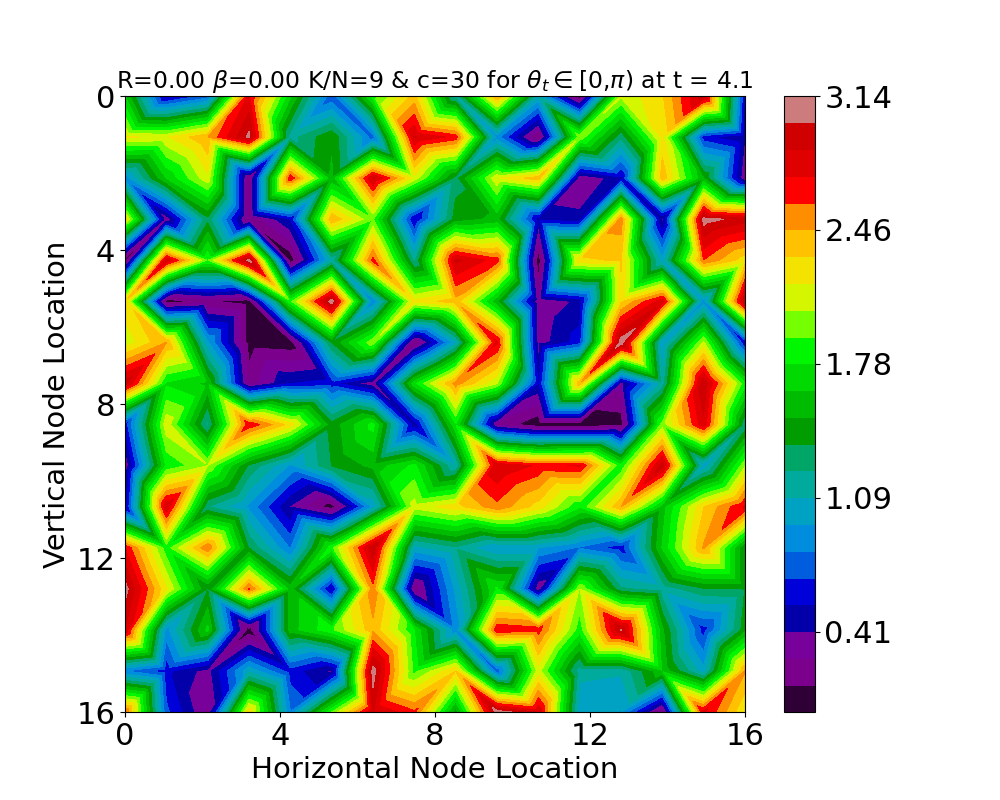 R=0.00 β=0.00 K/N=9 & c=30 for θ_t ∈ [0,π) at t = 4.1
0
4
8
12
16
Vertical Node Location
0 4 8 12 16
Horizontal Node Location
3.14
2.46
1.78
1.09
0.41